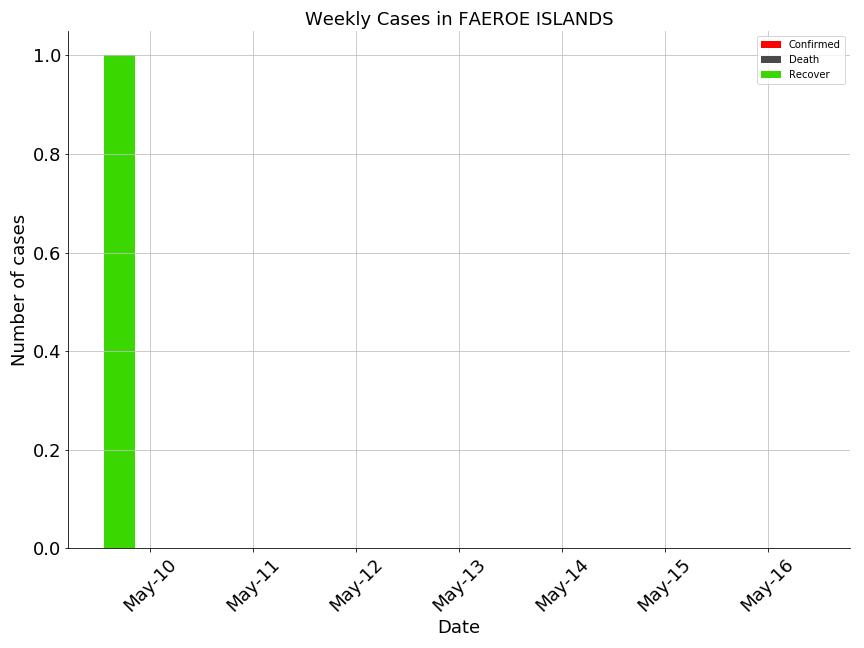 Weekly Cases in FAEROE ISLANDS
Confirmed
Death
Recover
1.0
0.8
0.6
0.4
0.2
0.0
Number of cases
May-10
May-11
May-12
May-13
May-14
May-15
May-16
Date